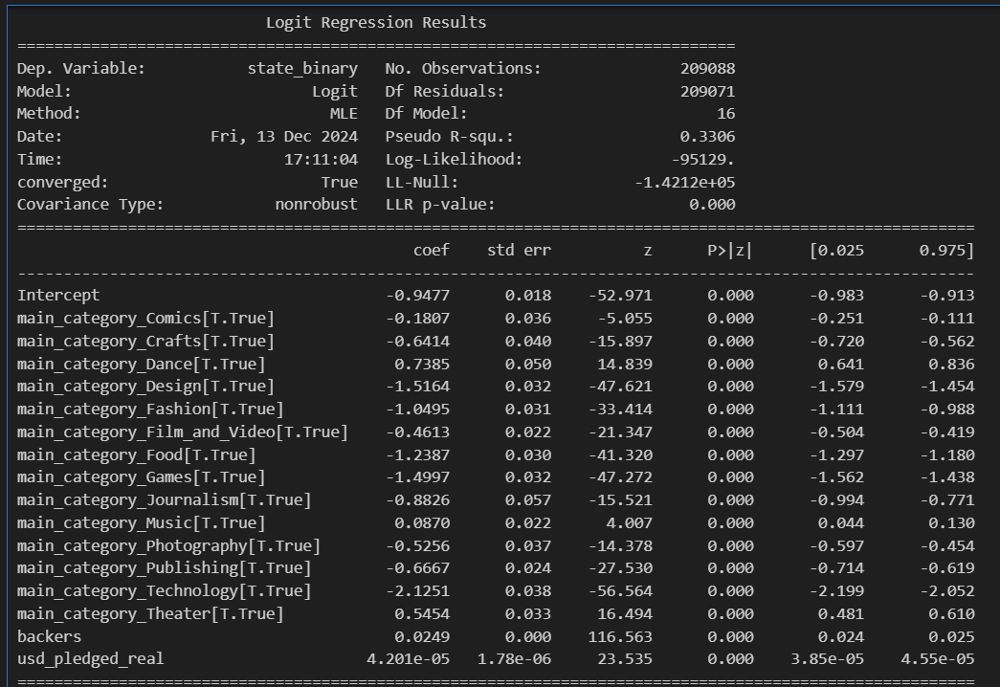 Logit Regression Results
==============================================================================
Dep. Variable: state_binary No. Observations: 209088
Model: Logit Df Residuals: 209071
Method: MLE Df Model: 16
Date: Fri, 13 Dec 2024 Pseudo R-squ.: 0.3306
Time: 17:11:04 Log-Likelihood: -95129.
converged: True LL-Null: -1.4212e+05
Covariance Type: nonrobust LLR p-value: 0.000
========================================================================================================
coef std err z P>|z| [0.025 0.975]
--------------------------------------------------------------------------------------------------------
Intercept -0.9477 0.018 -52.971 0.000 -0.983 -0.913
main_category_Comics[T.True] -0.1807 0.036 -5.055 0.000 -0.251 -0.111
main_category_Crafts[T.True] -0.6414 0.040 -15.897 0.000 -0.720 -0.562
main_category_Dance[T.True] 0.7385 0.050 14.839 0.000 0.641 0.836
main_category_Design[T.True] -1.5164 0.032 -47.621 0.000 -1.579 -1.454
main_category_Fashion[T.True] -1.0495 0.031 -33.414 0.000 -1.111 -0.988
main_category_Film_and_Video[T.True] -0.4613 0.022 -21.347 0.000 -0.504 -0.419
main_category_Food[T.True] -1.2387 0.030 -41.320 0.000 -1.297 -1.180
main_category_Games[T.True] -1.4997 0.032 -47.272 0.000 -1.562 -1.438
main_category_Journalism[T.True] -0.8826 0.057 -15.521 0.000 -0.994 -0.771
main_category_Music[T.True] 0.0870 0.022 4.007 0.000 0.044 0.130
main_category_Photography[T.True] -0.5256 0.037 -14.378 0.000 -0.597 -0.454
main_category_Publishing[T.True] -0.6667 0.024 -27.530 0.000 -0.714 -0.619
main_category_Technology[T.True] -2.1251 0.038 -56.564 0.000 -2.199 -2.052
main_category_Theater[T.True] 0.5454 0.033 16.494 0.000 0.481 0.610
backers 0.0249 0.000 116.563 0.000 0.024 0.025
usd_pledged_real 4.201e-05 1.78e-06 23.535 0.000 3.85e-05 4.55e-05
========================================================================================================